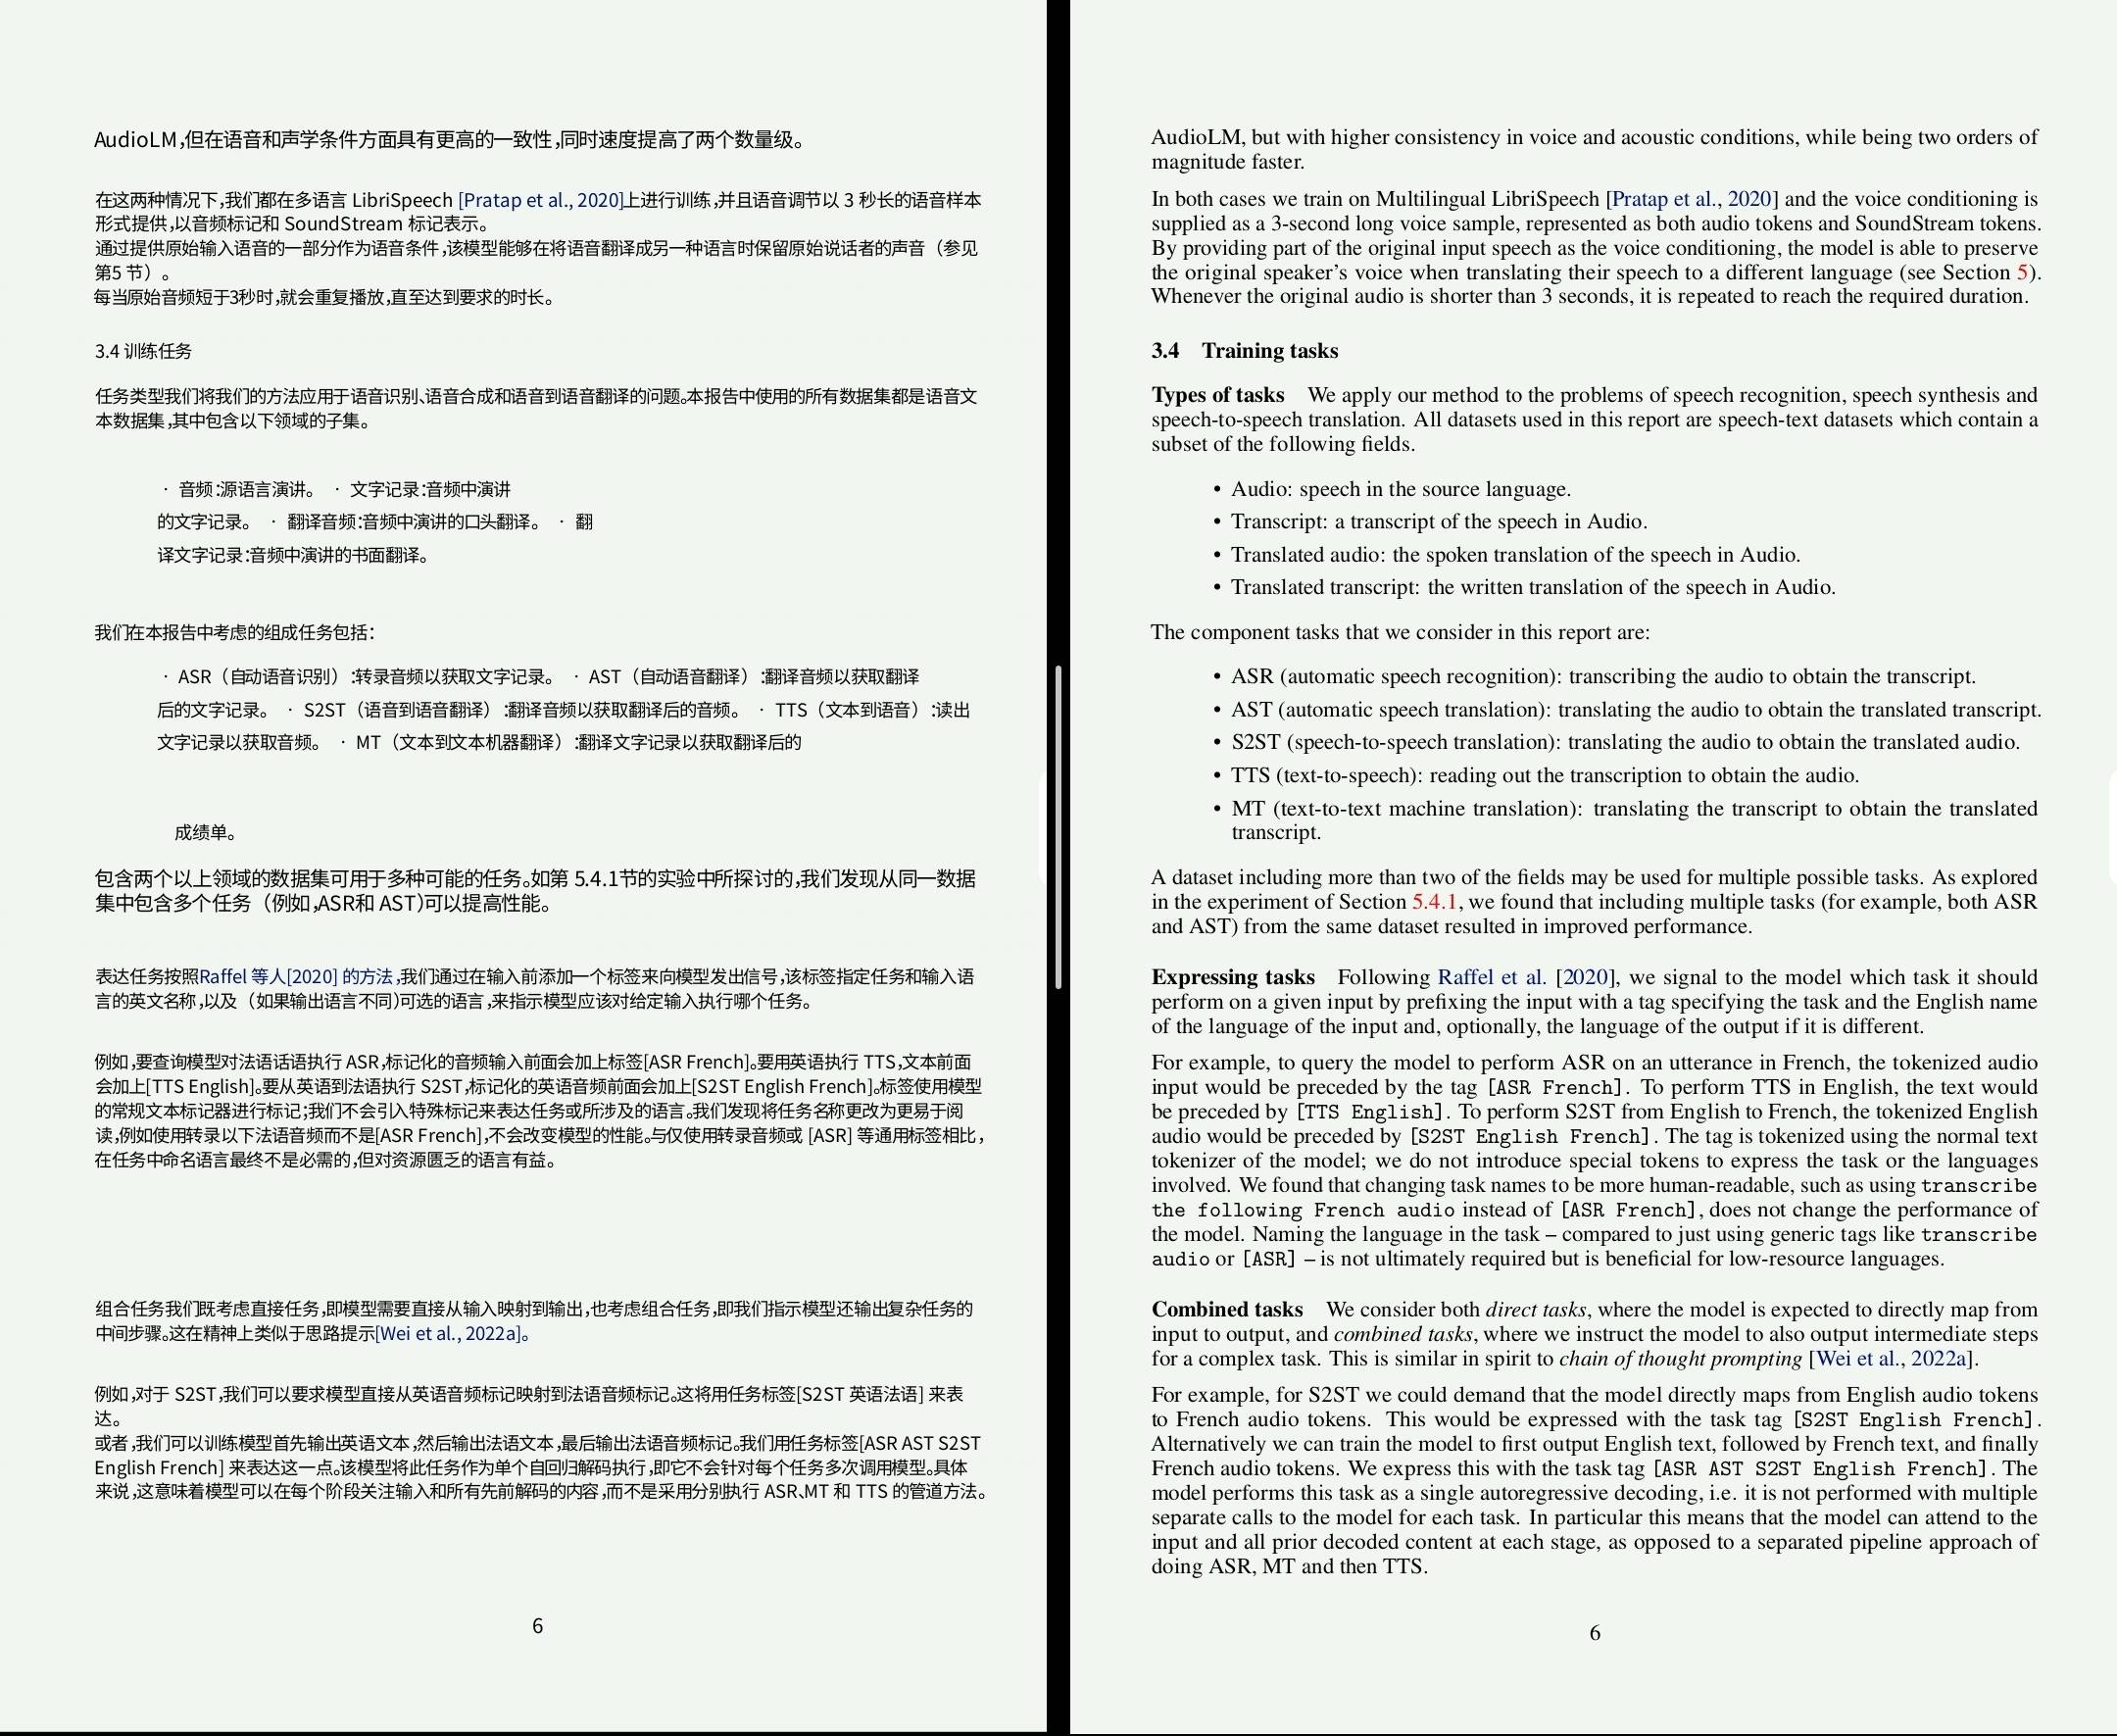 AudioLM,但在语音和声学条件方面具有更高的一致性,同时速度提高了两个数量级。
在这两种情况下,我们都在多语言 LibriSpeech [Pratap et al., 2020]上进行训练,并且语音调节以 3 秒长的语音样本
形式提供,以音频标记和 SoundStream 标记表示。
通过提供原始输入语音的一部分作为语音条件,该模型能够在将语音翻译成另一种语言时保留原始说话者的声音（参见
第5 节）。
每当原始音频短于3秒时,就会重复播放,直至达到要求的时长。
3.4 训练任务
任务类型我们将我们的方法应用于语音识别、语音合成和语音到语音翻译的问题。本报告中使用的所有数据集都是语音文
本数据集,其中包含以下领域的子集。
· 音频:源语言演讲。 · 文字记录:音频中演讲
的文字记录。 · 翻译音频:音频中演讲的口头翻译。 · 翻
译文字记录:音频中演讲的书面翻译。
我们在本报告中考虑的组成任务包括：
· ASR（自动语音识别）:转录音频以获取文字记录。 · AST（自动语音翻译）:翻译音频以获取翻译
后的文字记录。 · S2ST（语音到语音翻译）:翻译音频以获取翻译后的音频。 · TTS（文本到语音）:读出
文字记录以获取音频。 · MT（文本到文本机器翻译）:翻译文字记录以获取翻译后的
成绩单。
包含两个以上领域的数据集可用于多种可能的任务。如第 5.4.1节的实验中所探讨的,我们发现从同一数据
集中包含多个任务（例如,ASR和 AST)可以提高性能。
表达任务按照Raffel 等人[2020] 的方法,我们通过在输入前添加一个标签来向模型发出信号,该标签指定任务和输入语
言的英文名称,以及（如果输出语言不同)可选的语言,来指示模型应该对给定输入执行哪个任务。
例如,要查询模型对法语话语执行 ASR,标记化的音频输入前面会加上标签[ASR French]。要用英语执行 TTS,文本前面
会加上[TTS English]。要从英语到法语执行 S2ST,标记化的英语音频前面会加上[S2ST English French]。标签使用模型
的常规文本标记器进行标记;我们不会引入特殊标记来表达任务或所涉及的语言。我们发现将任务名称更改为更易于阅
读,例如使用转录以下法语音频而不是[ASR French],不会改变模型的性能。与仅使用转录音频或 [ASR] 等通用标签相比,
在任务中命名语言最终不是必需的,但对资源匮乏的语言有益。
组合任务我们既考虑直接任务,即模型需要直接从输入映射到输出,也考虑组合任务,即我们指示模型还输出复杂任务的
中间步骤。这在精神上类似于思路提示[Wei et al., 2022a]。
例如,对于 S2ST,我们可以要求模型直接从英语音频标记映射到法语音频标记。这将用任务标签[S2ST 英语法语] 来表
达。
或者,我们可以训练模型首先输出英语文本,然后输出法语文本,最后输出法语音频标记。我们用任务标签[ASR AST S2ST
English French] 来表达这一点。该模型将此任务作为单个自回归解码执行,即它不会针对每个任务多次调用模型。具体
来说,这意味着模型可以在每个阶段关注输入和所有先前解码的内容,而不是采用分别执行 ASR、MT 和 TTS 的管道方法。
6
AudioLM, but with higher consistency in voice and acoustic conditions, while being two orders of
magnitude faster.
In both cases we train on Multilingual LibriSpeech [Pratap et al., 2020] and the voice conditioning is
supplied as a 3-second long voice sample, represented as both audio tokens and SoundStream tokens.
By providing part of the original input speech as the voice conditioning, the model is able to preserve
the original speaker's voice when translating their speech to a different language (see Section 5).
Whenever the original audio is shorter than 3 seconds, it is repeated to reach the required duration.
3.4 Training tasks
Types of tasks We apply our method to the problems of speech recognition, speech synthesis and
speech-to-speech translation. All datasets used in this report are speech-text datasets which contain a
subset of the following fields.
• Audio: speech in the source language.
• Transcript: a transcript of the speech in Audio.
• Translated audio: the spoken translation of the speech in Audio.
• Translated transcript: the written translation of the speech in Audio.
The component tasks that we consider in this report are:
• ASR (automatic speech recognition): transcribing the audio to obtain the transcript.
• AST (automatic speech translation): translating the audio to obtain the translated transcript.
• S2ST (speech-to-speech translation): translating the audio to obtain the translated audio.
• TTS (text-to-speech): reading out the transcription to obtain the audio.
• MT (text-to-text machine translation): translating the transcript to obtain the translated
transcript.
A dataset including more than two of the fields may be used for multiple possible tasks. As explored
in the experiment of Section 5.4.1, we found that including multiple tasks (for example, both ASR
and AST) from the same dataset resulted in improved performance.
Expressing tasks Following Raffel et al. [2020], we signal to the model which task it should
perform on a given input by prefixing the input with a tag specifying the task and the English name
of the language of the input and, optionally, the language of the output if it is different.
For example, to query the model to perform ASR on an utterance in French, the tokenized audio
input would be preceded by the tag [ASR French]. To perform TTS in English, the text would
be preceded by [TTS English]. To perform S2ST from English to French, the tokenized English
audio would be preceded by [S2ST English French]. The tag is tokenized using the normal text
tokenizer of the model; we do not introduce special tokens to express the task or the languages
involved. We found that changing task names to be more human-readable, such as using transcribe
the following French audio instead of [ASR French], does not change the performance of
the model. Naming the language in the task – compared to just using generic tags like transcribe
audio or [ASR] – is not ultimately required but is beneficial for low-resource languages.
Combined tasks We consider both direct tasks, where the model is expected to directly map from
input to output, and combined tasks, where we instruct the model to also output intermediate steps
for a complex task. This is similar in spirit to chain of thought prompting [Wei et al., 2022a].
For example, for S2ST we could demand that the model directly maps from English audio tokens
to French audio tokens. This would be expressed with the task tag [S2ST English French].
Alternatively we can train the model to first output English text, followed by French text, and finally
French audio tokens. We express this with the task tag [ASR AST S2ST English French]. The
model performs this task as a single autoregressive decoding, i.e. it is not performed with multiple
separate calls to the model for each task. In particular this means that the model can attend to the
input and all prior decoded content at each stage, as opposed to a separated pipeline approach of
doing ASR, MT and then TTS.
6